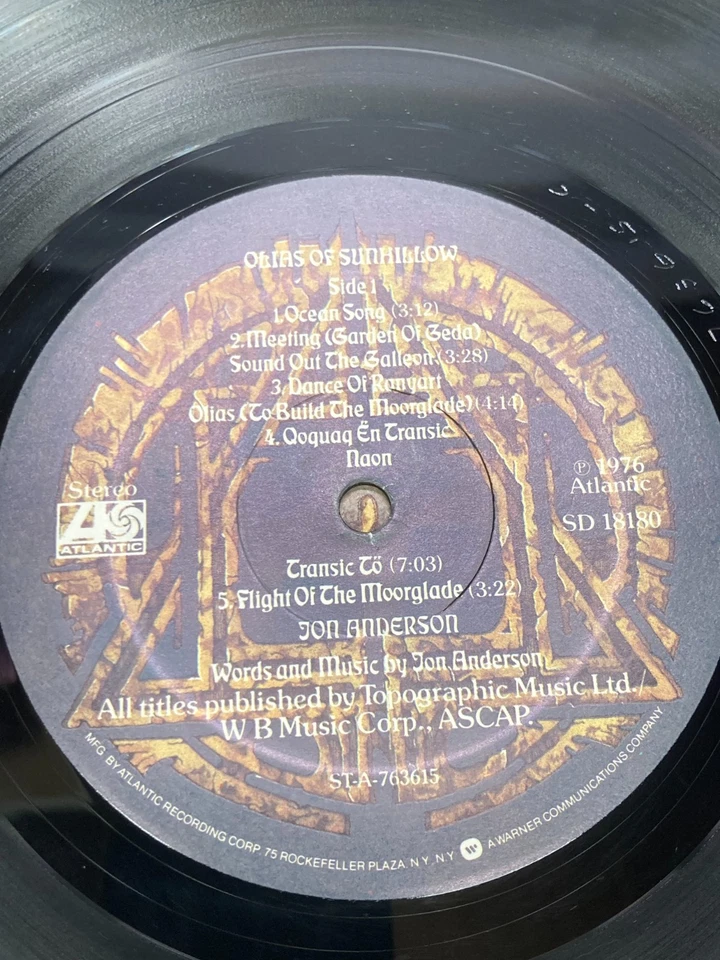 OLIAS OF SUNHILLOW
Side 1
1. Ocean Song (3:12)
2. Meeting (Garden Of Geda)
Sound Out The Galleon (3:28)
3. Dance Of Ranyart
Olias (To Build The Moorglade) (4:14)
4. Qoquaq Ën Transic
Naon
Stereo
ATLANTIC
℗ 1976
Atlantic
SD 18180
Transic Tö (7:03)
5. Flight Of The Moorglade (3:22)
JON ANDERSON
Words and Music by Jon Anderson
All titles published by Topographic Music Ltd./
W B Music Corp., ASCAP.
ST-A-763615
MFG. BY ATLANTIC RECORDING CORP. 75 ROCKEFELLER PLAZA, N.Y., N.Y. A WARNER COMMUNICATIONS COMPANY